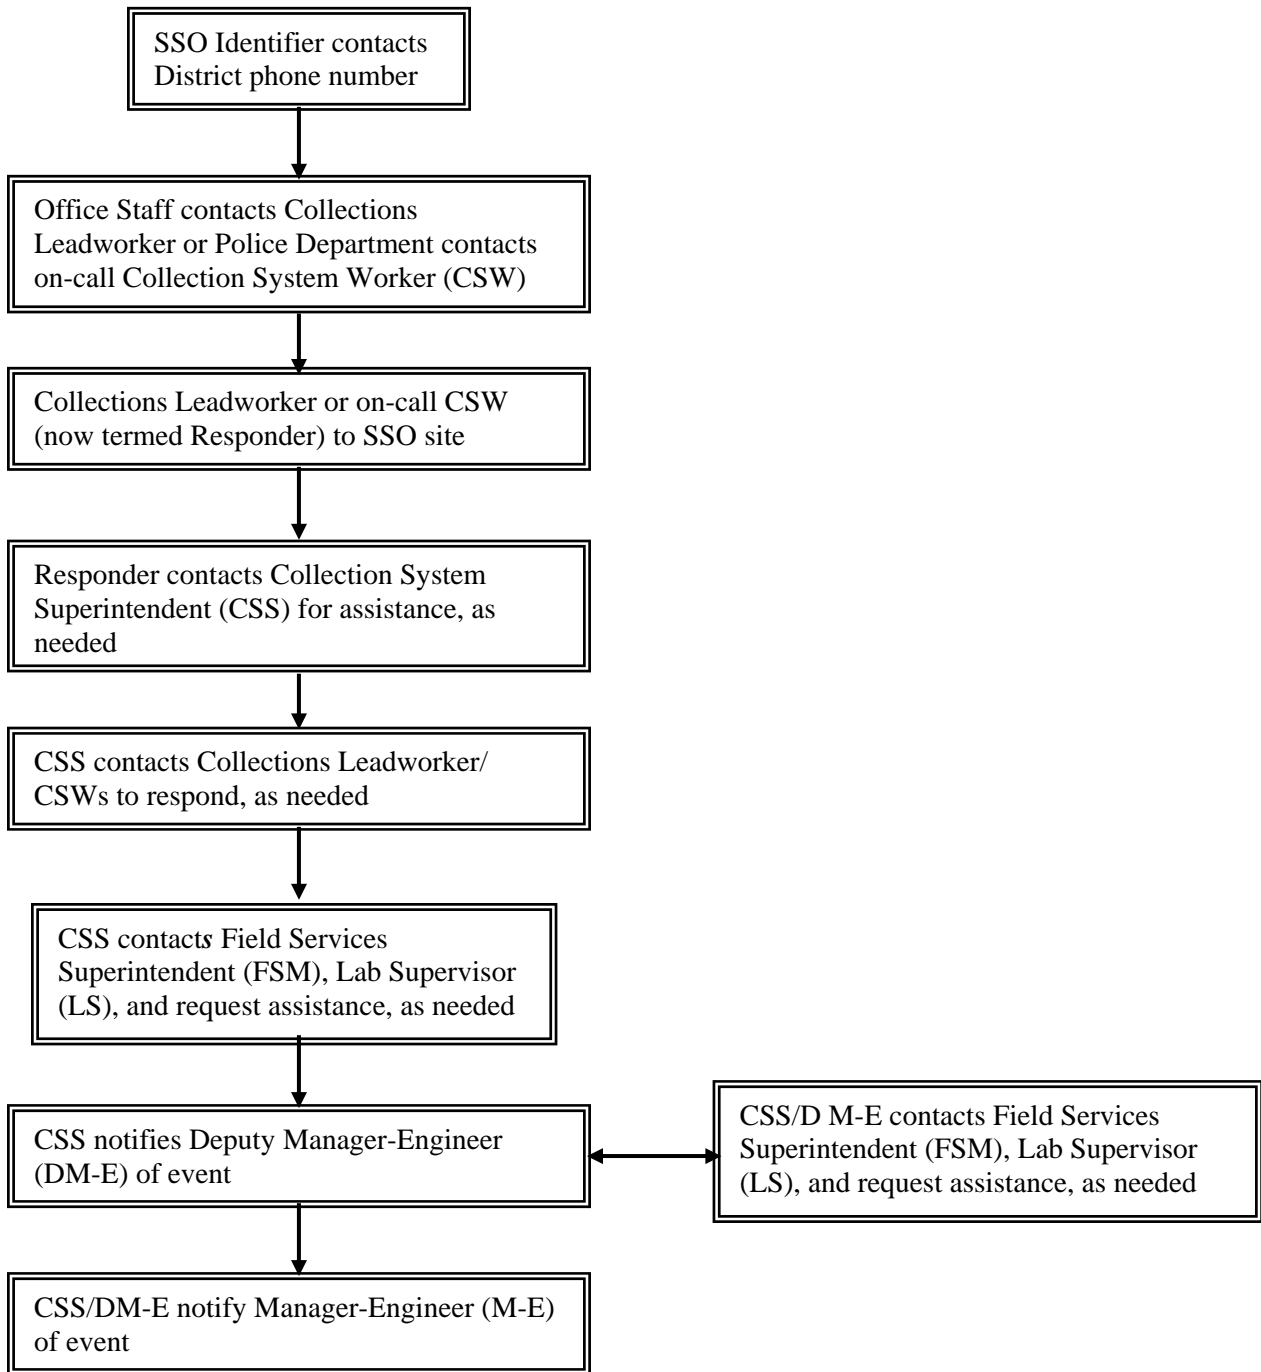 SSO Identifier contacts
District phone number
Office Staff contacts Collections
Leadworker or Police Department contacts
on-call Collection System Worker (CSW)
Collections Leadworker or on-call CSW
(now termed Responder) to SSO site
Responder contacts Collection System
Superintendent (CSS) for assistance, as
needed
CSS contacts Collections Leadworker/
CSWs to respond, as needed
CSS contacts Field Services
Superintendent (FSM), Lab Supervisor
(LS), and request assistance, as needed
CSS notifies Deputy Manager-Engineer
(DM-E) of event
CSS/D M-E contacts Field Services
Superintendent (FSM), Lab Supervisor
(LS), and request assistance, as needed
CSS/DM-E notify Manager-Engineer (M-E)
of event